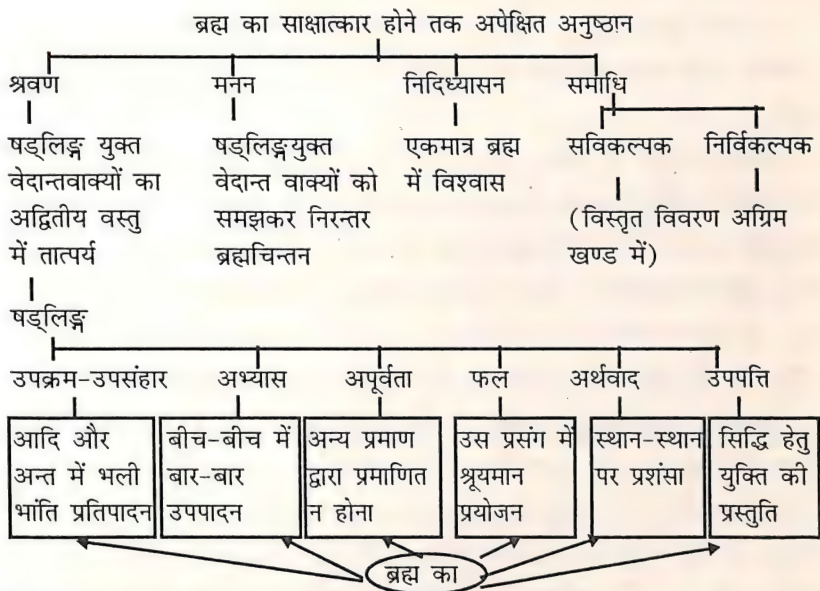 ब्रह्म का साक्षात्कार होने तक अपेक्षित अनुष्ठान
श्रवण मनन निदिध्यासन समाधि
षड्लिङ्ग युक्त षड्लिङ्गयुक्त एकमात्र ब्रह्म सविकल्पक निर्विकल्पक
वेदान्तवाक्यों का वेदान्त वाक्यों को में विश्वास
अद्वितीय वस्तु समझकर निरन्तर (विस्तृत विवरण अग्रिम
में तात्पर्य ब्रह्मचिन्तन खण्ड में)
षड्लिङ्ग
उपक्रम-उपसंहार अभ्यास अपूर्वता फल अर्थवाद उपपत्ति
आदि और बीच-बीच में अन्य प्रमाण उस प्रसंग में स्थान-स्थान सिद्धि हेतु
अन्त में भली बार-बार द्वारा प्रमाणित श्रूयमान पर प्रशंसा युक्ति की
भांति प्रतिपादन उपपादन न होना प्रयोजन प्रस्तुति
ब्रह्म का